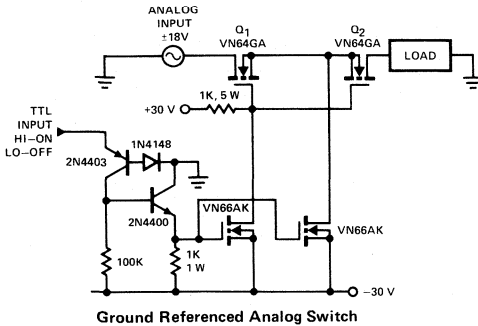 ANALOG
INPUT
±18V
Q1
VN64GA
Q2
VN64GA
LOAD
1K, 5 W
+30 V
TTL
INPUT
HI–ON
LO–OFF
1N4148
2N4403
2N4400
VN66AK
VN66AK
100K
1K
1 W
–30 V
Ground Referenced Analog Switch